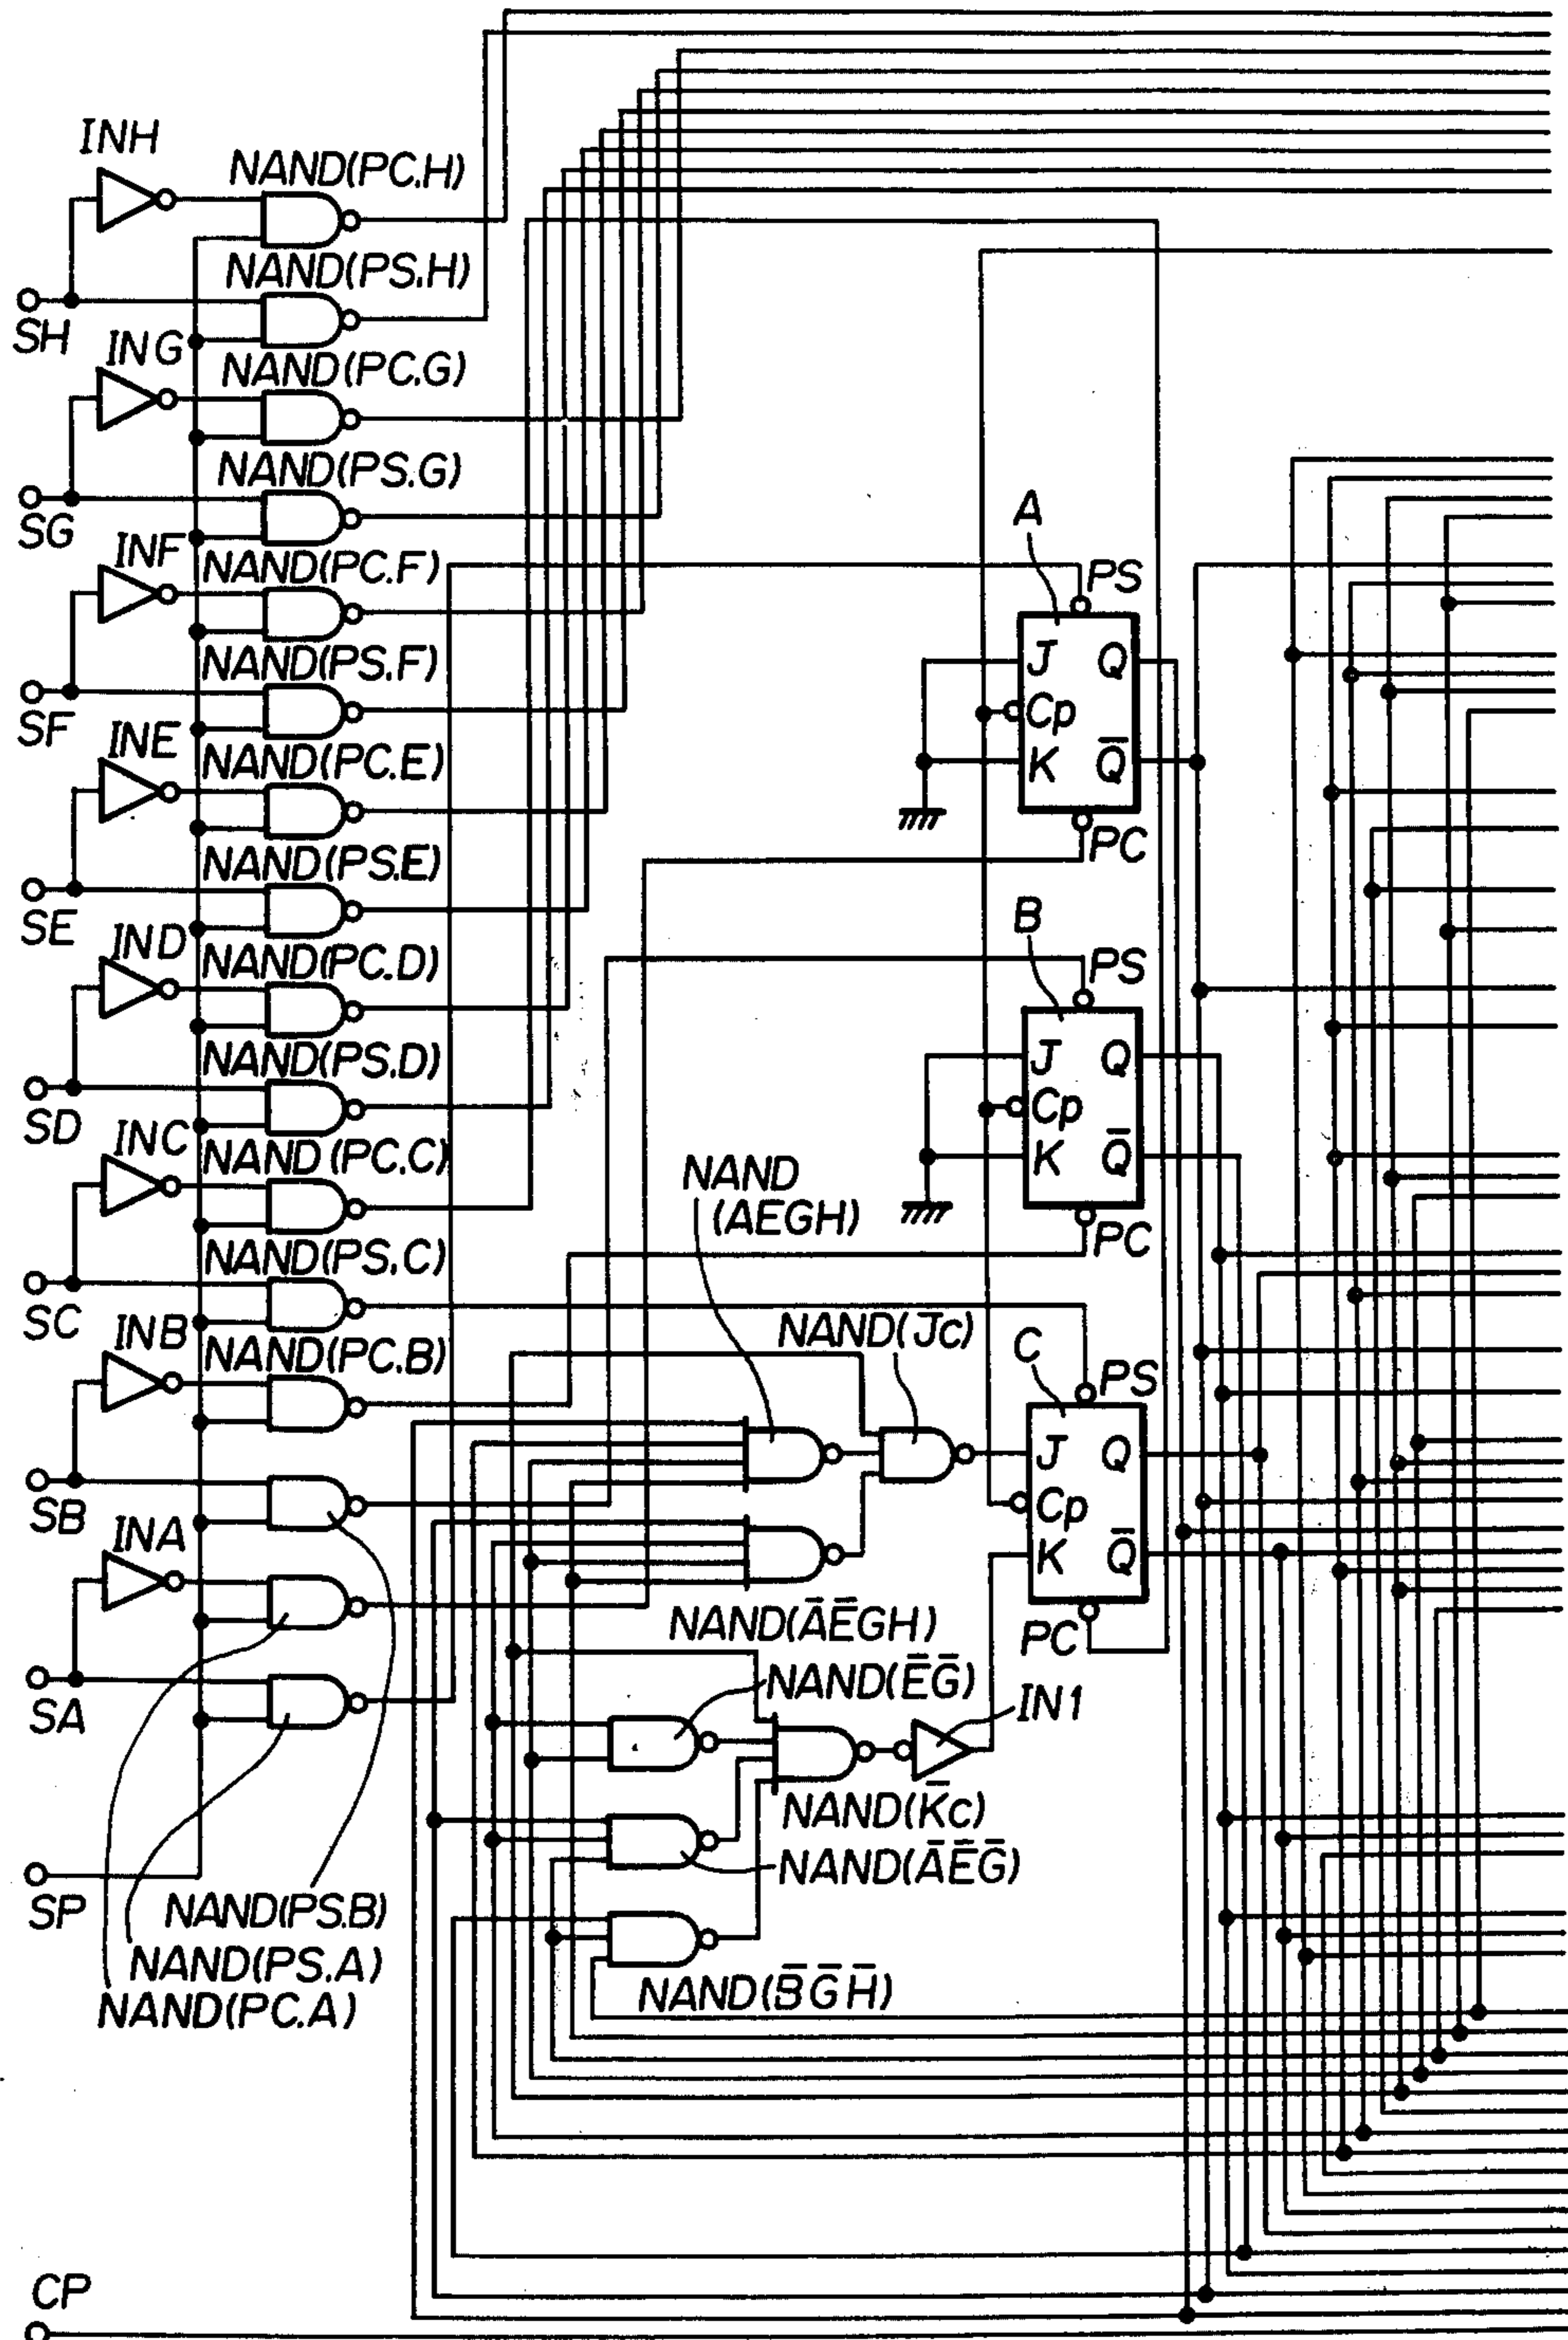 INH
NAND(PC.H)
NAND(PS.H)
SH
ING
NAND(PC.G)
NAND(PS.G)
SG
INF
NAND(PC.F)
NAND(PS.F)
SF
INE
NAND(PC.E)
NAND(PS.E)
SE
IND
NAND(PC.D)
NAND(PS.D)
SD
INC
NAND(PC.C)
NAND(PS.C)
SC
INB
NAND(PC.B)
SB
INA
SA
SP
NAND(PS.B)
NAND(PS.A)
NAND(PC.A)
CP
A
PS
J Q
Cp
K Q̅
PC
B
PS
J Q
Cp
K Q̅
PC
NAND
(AEGH)
NAND(J̅c)
C
PS
J Q
Cp
K Q̅
PC
NAND(A̅E̅GH)
NAND(E̅G̅)
IN1
NAND(K̅c)
NAND(A̅E̅G̅)
NAND(B̅G̅H̅)